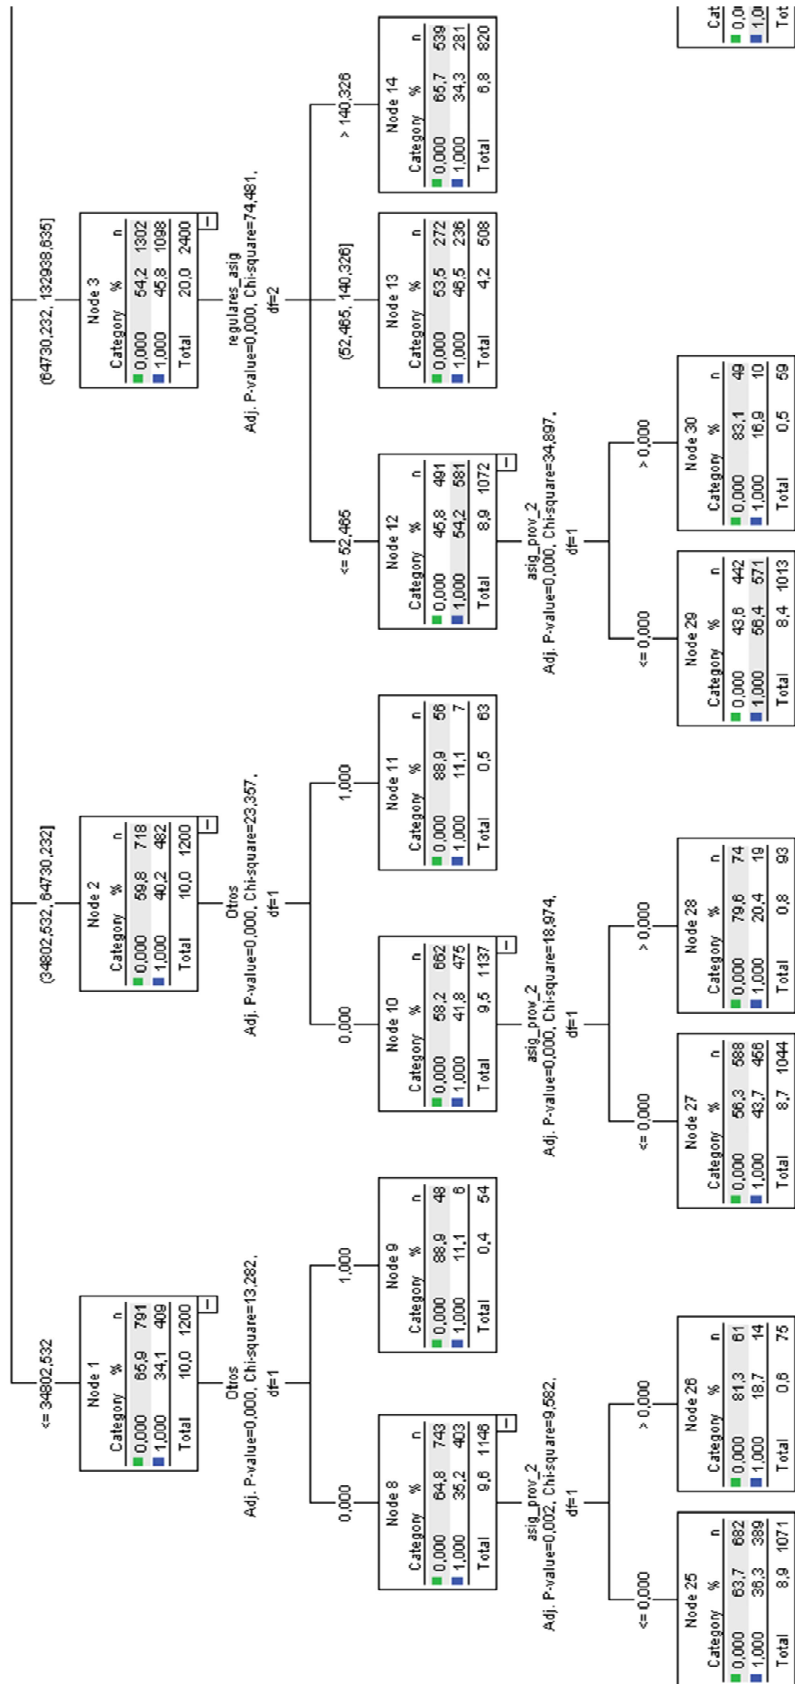 <= 34802,532
(34802,532, 64730,232]
(64730,232, 132938,635]
Node 1
Category % n
0,000 65,9 791
1,000 34,1 409
Total 10,0 1200
Node 2
Category % n
0,000 59,8 718
1,000 40,2 482
Total 10,0 1200
Node 3
Category % n
0,000 54,2 1302
1,000 45,8 1098
Total 20,0 2400
Otros
Adj. P-value=0,000, Chi-square=13,282,
df=1
Otros
Adj. P-value=0,000, Chi-square=23,357,
df=1
regulares_asig
Adj. P-value=0,000, Chi-square=74,481,
df=2
0,000
1,000
0,000
1,000
<= 52,465
(52,465, 140,326]
> 140,326
Node 8
Category % n
0,000 64,8 743
1,000 35,2 403
Total 9,6 1146
Node 9
Category % n
0,000 88,9 48
1,000 11,1 6
Total 0,4 54
Node 10
Category % n
0,000 58,2 662
1,000 41,8 475
Total 9,5 1137
Node 11
Category % n
0,000 88,9 56
1,000 11,1 7
Total 0,5 63
Node 12
Category % n
0,000 45,8 491
1,000 54,2 581
Total 8,9 1072
Node 13
Category % n
0,000 53,5 272
1,000 46,5 236
Total 4,2 508
Node 14
Category % n
0,000 65,7 539
1,000 34,3 281
Total 6,8 820
asig_prov_2
Adj. P-value=0,002, Chi-square=9,582,
df=1
asig_prov_2
Adj. P-value=0,000, Chi-square=18,974,
df=1
asig_prov_2
Adj. P-value=0,000, Chi-square=34,897,
df=1
<= 0,000
> 0,000
<= 0,000
> 0,000
<= 0,000
> 0,000
Node 25
Category % n
0,000 63,7 682
1,000 36,3 389
Total 8,9 1071
Node 26
Category % n
0,000 81,3 61
1,000 18,7 14
Total 0,6 75
Node 27
Category % n
0,000 56,3 588
1,000 43,7 456
Total 8,7 1044
Node 28
Category % n
0,000 79,6 74
1,000 20,4 19
Total 0,8 93
Node 29
Category % n
0,000 43,6 442
1,000 56,4 571
Total 8,4 1013
Node 30
Category % n
0,000 83,1 49
1,000 16,9 10
Total 0,5 59
Cat
0,0
1,0
Tot